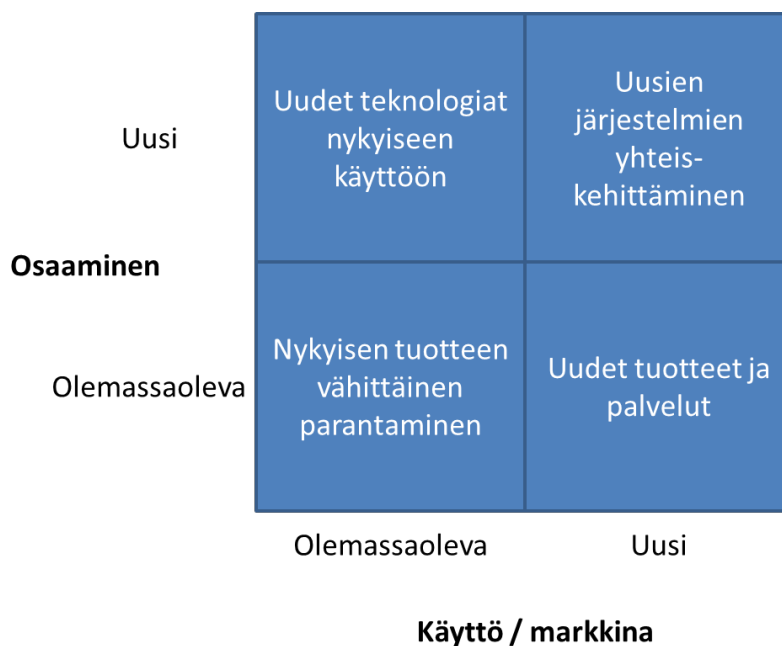 Uusi
Uudet teknologiat
nykyiseen
käyttöön
Uusien
järjestelmien
yhteis-
kehittäminen
Osaaminen
Olemassaoleva
Nykyisen tuotteen
vähittäinen
parantaminen
Uudet tuotteet ja
palvelut
Olemassaoleva
Uusi
Käyttö / markkina